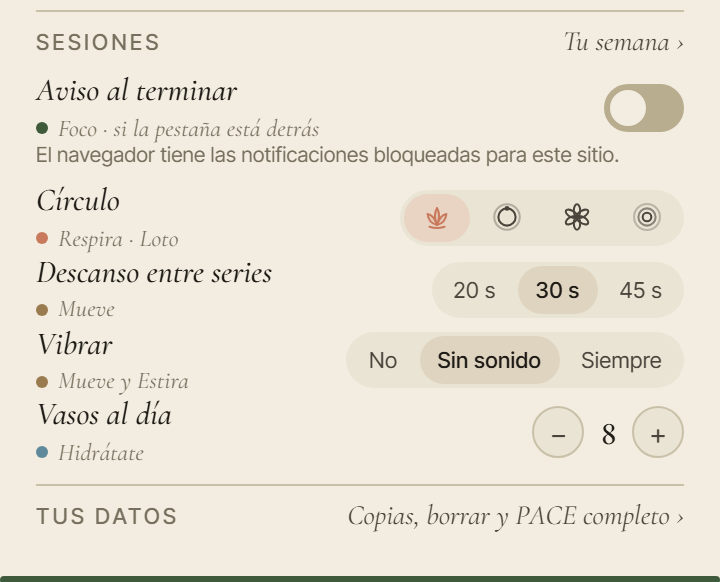 SESIONES
Tu semana ›
Aviso al terminar
Foco · si la pestaña está detrás
El navegador tiene las notificaciones bloqueadas para este sitio.
Círculo
Respira · Loto
Descanso entre series
Mueve
20 s 30 s 45 s
Vibrar
Mueve y Estira
No Sin sonido Siempre
Vasos al día
Hidrátate
− 8 +
TUS DATOS
Copias, borrar y PACE completo ›